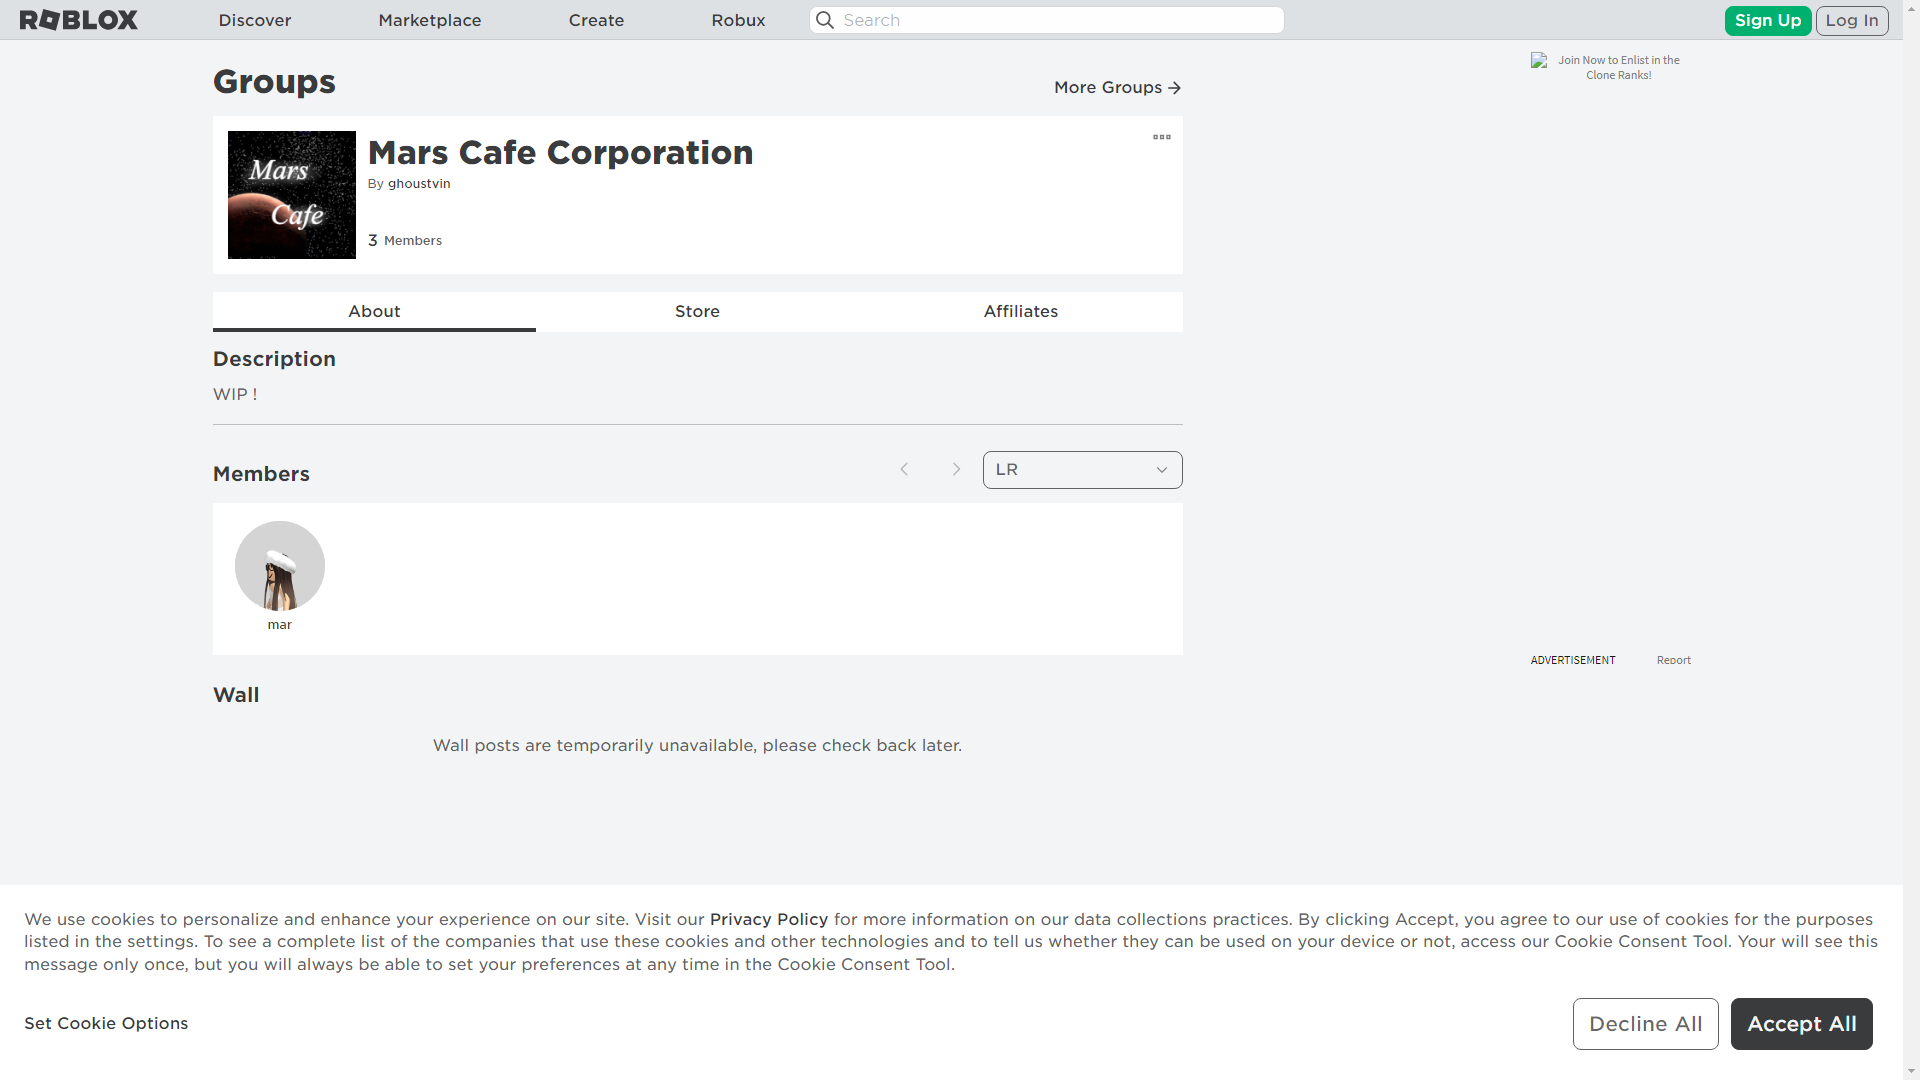 ROBLOX
Discover
Marketplace
Create
Robux
Search
Sign Up
Log In
Groups
More Groups
Join Now to Enlist in the
Clone Ranks!
Mars
Cafe
Mars Cafe Corporation
By ghoustvin
3 Members
About
Store
Affiliates
Description
WIP !
Members
LR
mar
ADVERTISEMENT
Report
Wall
Wall posts are temporarily unavailable, please check back later.
We use cookies to personalize and enhance your experience on our site. Visit our Privacy Policy for more information on our data collections practices. By clicking Accept, you agree to our use of cookies for the purposes
listed in the settings. To see a complete list of the companies that use these cookies and other technologies and to tell us whether they can be used on your device or not, access our Cookie Consent Tool. Your will see this
message only once, but you will always be able to set your preferences at any time in the Cookie Consent Tool.
Set Cookie Options
Decline All
Accept All